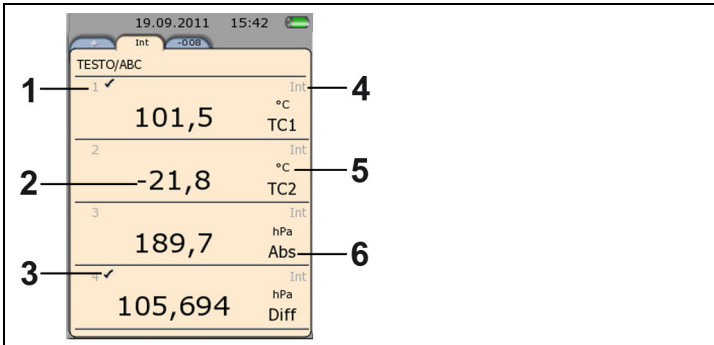 19.09.2011 15:42
Int -008
TESTO/ABC
1 ✓ Int
101,5 °C
TC1
2 Int
-21,8 °C
TC2
3 Int
189,7 hPa
Abs
4 ✓ Int
105,694 hPa
Diff
1
2
3
4
5
6